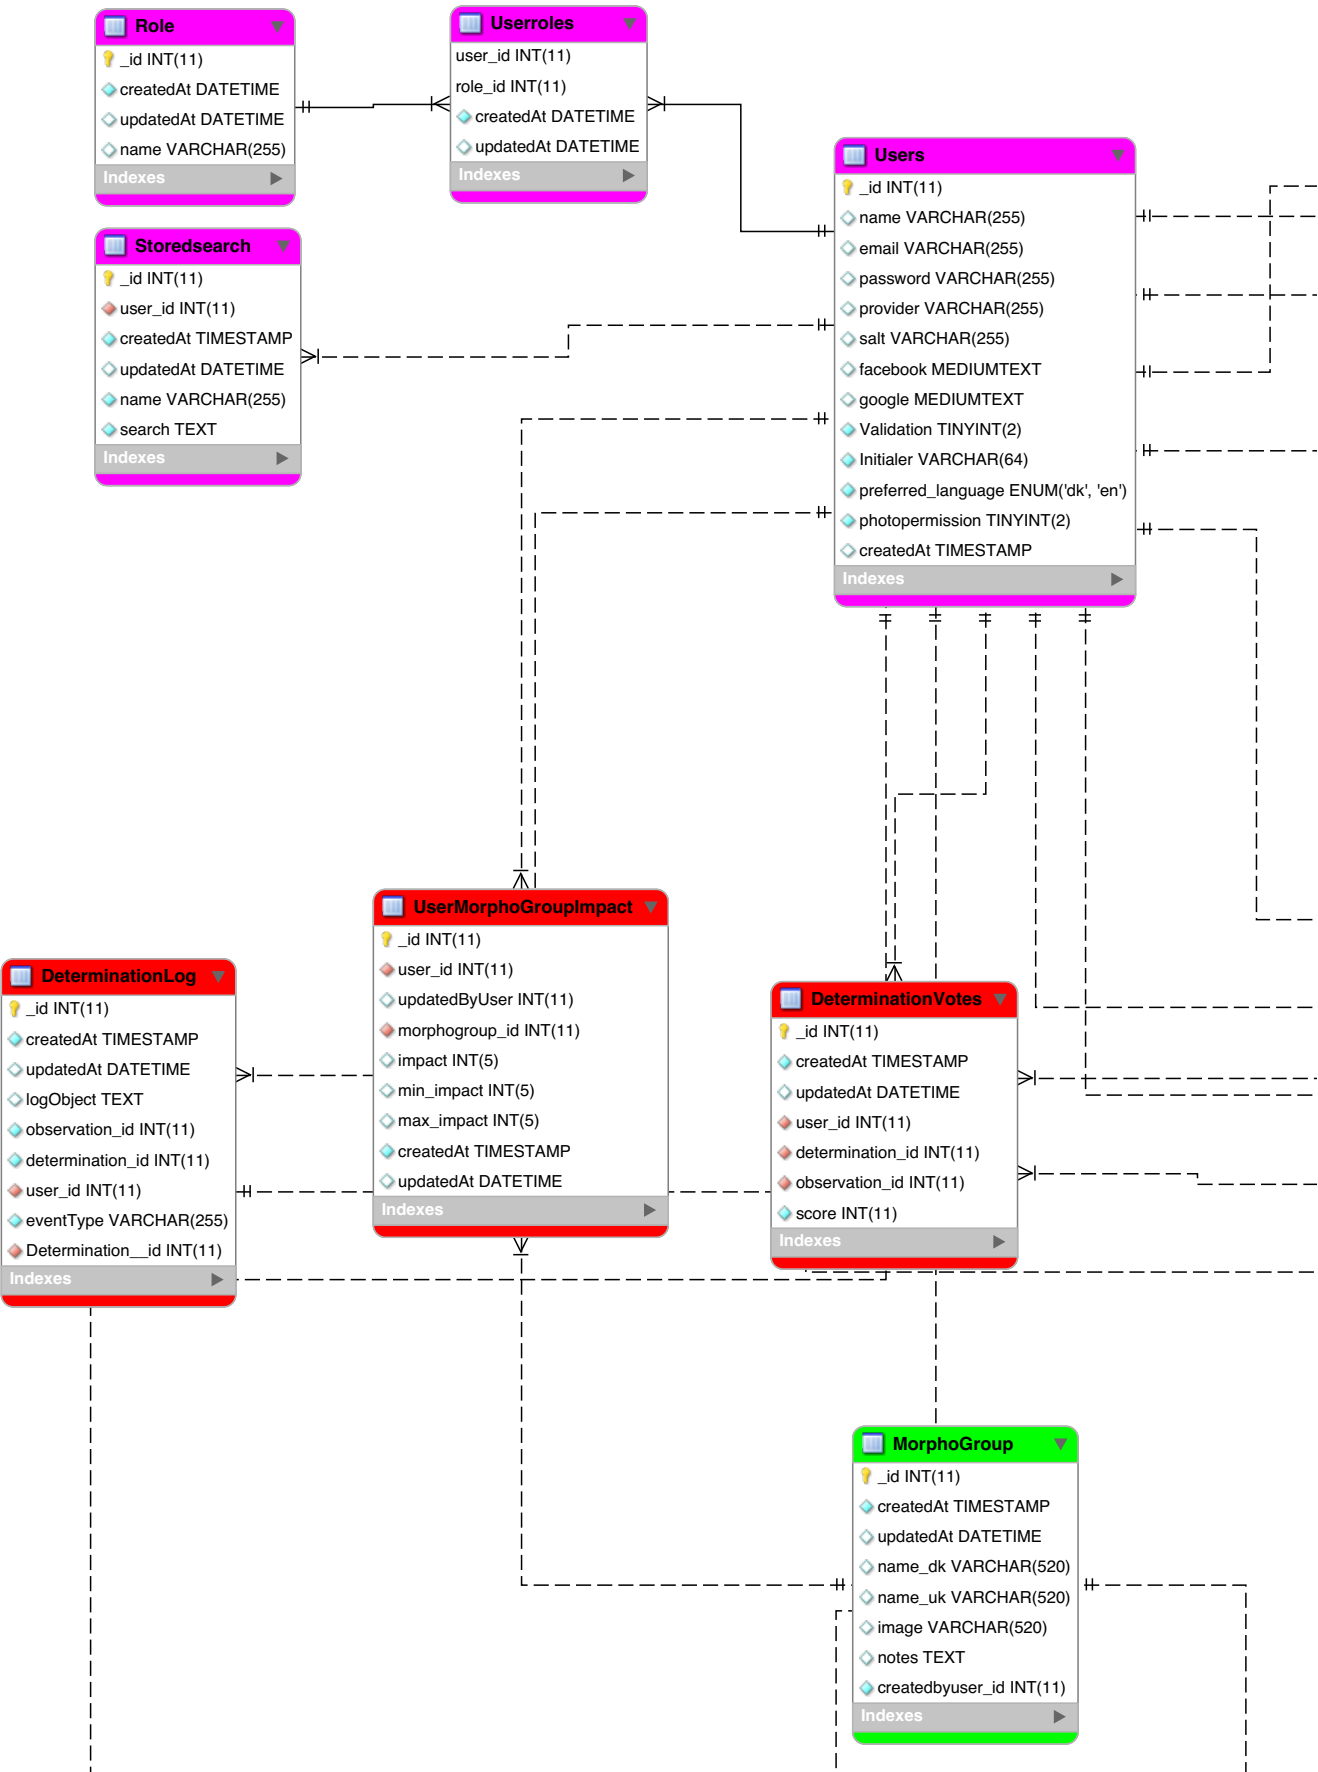 Role
_id INT(11)
createdAt DATETIME
updatedAt DATETIME
name VARCHAR(255)
Indexes
Userroles
user_id INT(11)
role_id INT(11)
createdAt DATETIME
updatedAt DATETIME
Indexes
Users
_id INT(11)
name VARCHAR(255)
email VARCHAR(255)
password VARCHAR(255)
provider VARCHAR(255)
salt VARCHAR(255)
facebook MEDIUMTEXT
google MEDIUMTEXT
Validation TINYINT(2)
Initialer VARCHAR(64)
preferred_language ENUM('dk', 'en')
photopermission TINYINT(2)
createdAt TIMESTAMP
Indexes
Storedsearch
_id INT(11)
user_id INT(11)
createdAt TIMESTAMP
updatedAt DATETIME
name VARCHAR(255)
search TEXT
Indexes
UserMorphoGroupImpact
_id INT(11)
user_id INT(11)
updatedByUser INT(11)
morphogroup_id INT(11)
impact INT(5)
min_impact INT(5)
max_impact INT(5)
createdAt TIMESTAMP
updatedAt DATETIME
Indexes
DeterminationLog
_id INT(11)
createdAt TIMESTAMP
updatedAt DATETIME
logObject TEXT
observation_id INT(11)
determination_id INT(11)
user_id INT(11)
eventType VARCHAR(255)
Determination__id INT(11)
Indexes
DeterminationVotes
_id INT(11)
createdAt TIMESTAMP
updatedAt DATETIME
user_id INT(11)
determination_id INT(11)
observation_id INT(11)
score INT(11)
Indexes
MorphoGroup
_id INT(11)
createdAt TIMESTAMP
updatedAt DATETIME
name_dk VARCHAR(520)
name_uk VARCHAR(520)
image VARCHAR(520)
notes TEXT
createdbyuser_id INT(11)
Indexes